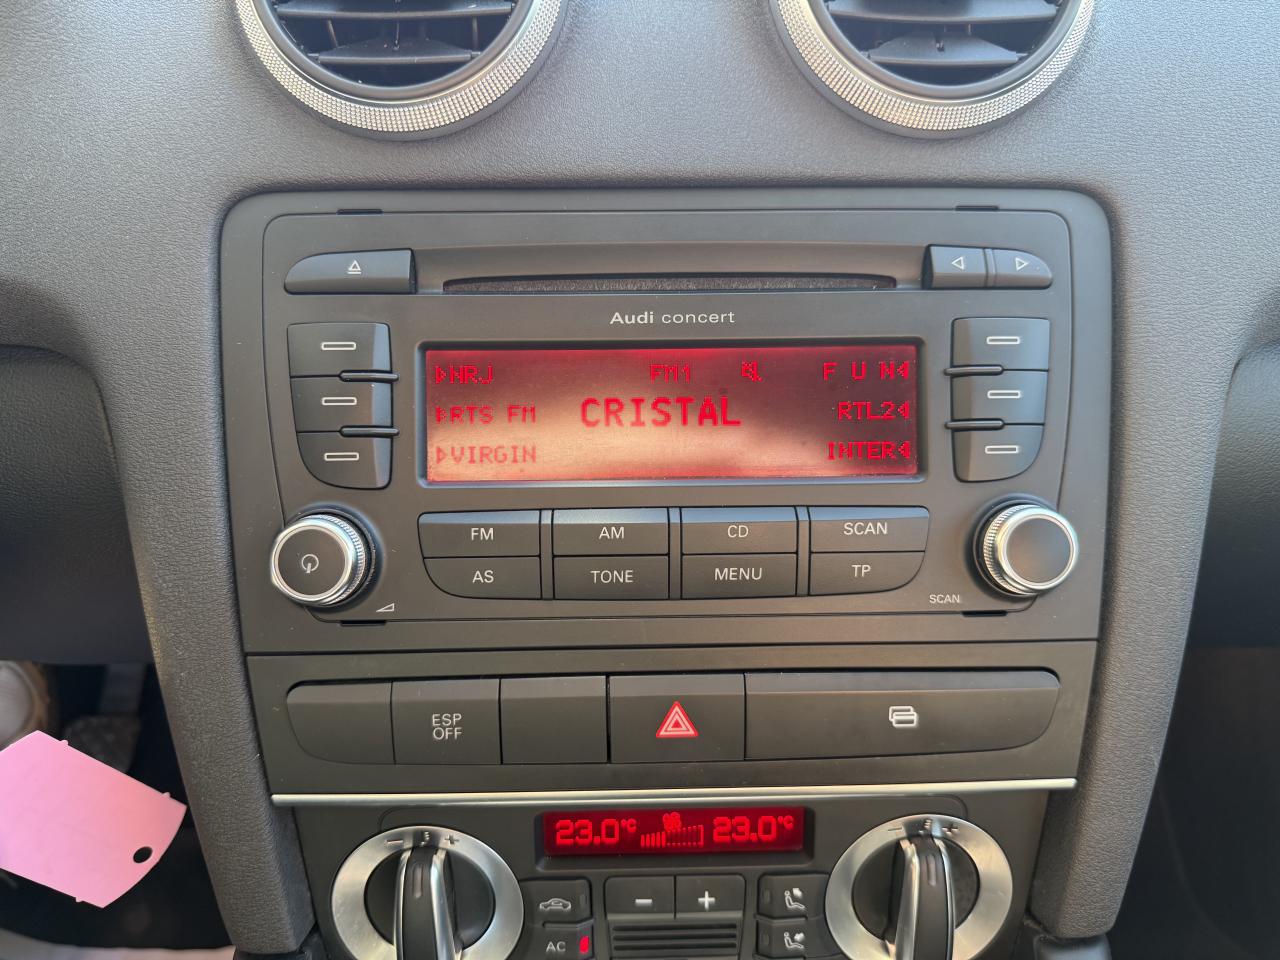 Audi concert
NRJ FM1 F U N
RTS FM CRISTAL RTL2
VIRGIN INTER
FM AM CD SCAN
AS TONE MENU TP
SCAN
ESP
OFF
23.0°C 23.0°C
- + - + - +
AC